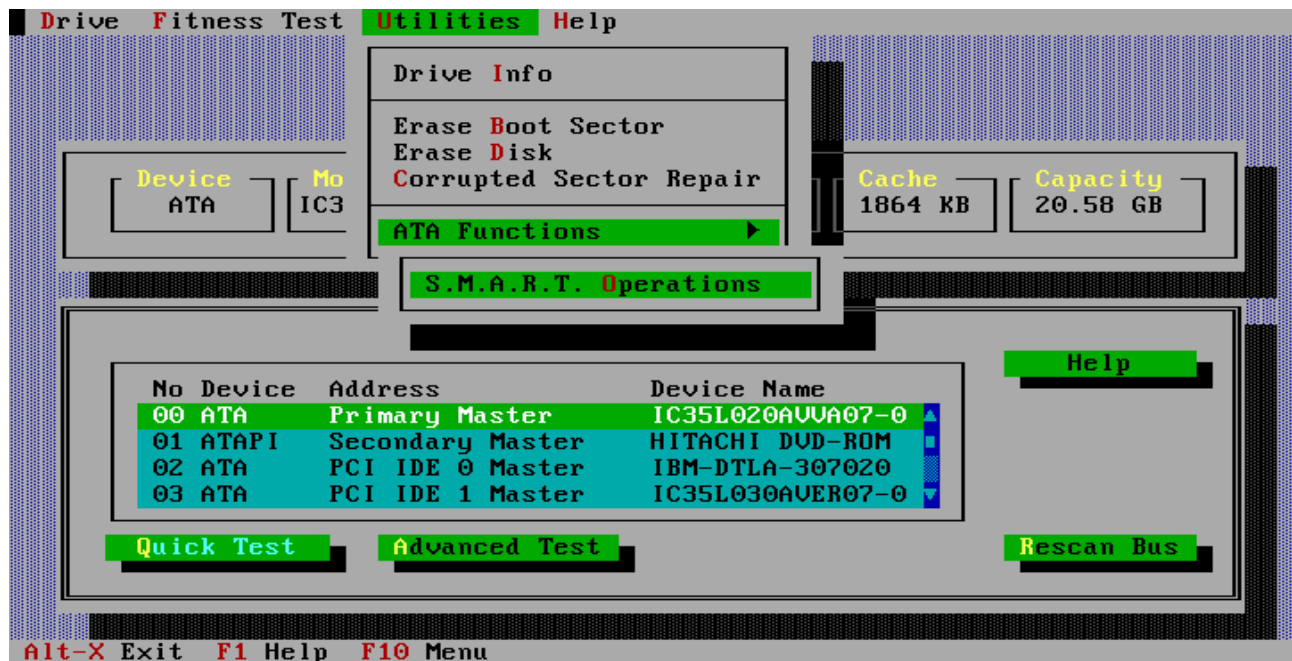 Drive Fitness Test Utilities Help
Drive Info
Erase Boot Sector
Erase Disk
Corrupted Sector Repair
ATA Functions
S.M.A.R.T. Operations
Device Mo Cache Capacity
ATA IC3 1864 KB 20.58 GB
Help
No Device Address Device Name
00 ATA Primary Master IC35L020AVVA07-0
01 ATAPI Secondary Master HITACHI DVD-ROM
02 ATA PCI IDE 0 Master IBM-DTLA-307020
03 ATA PCI IDE 1 Master IC35L030AVER07-0
Quick Test Advanced Test Rescan Bus
Alt-X Exit F1 Help F10 Menu